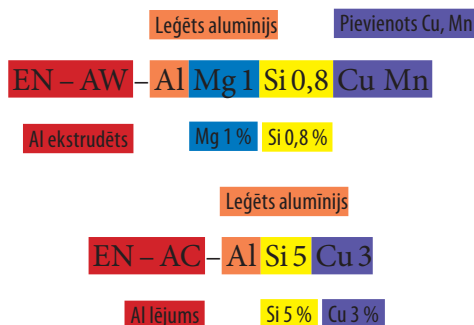 Leģēts alumīnijs Pievienots Cu, Mn
EN – AW – Al Mg 1 Si 0,8 Cu Mn
Al ekstrudēts Mg 1 % Si 0,8 %
Leģēts alumīnijs
EN – AC – Al Si 5 Cu 3
Al lējums Si 5 % Cu 3 %